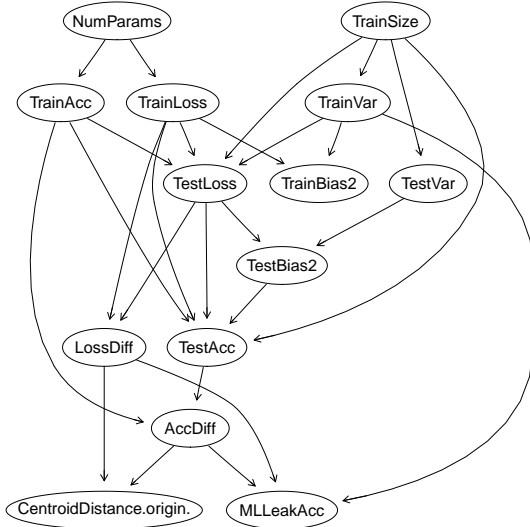 NumParams
TrainSize
TrainAcc
TrainLoss
TrainVar
TestLoss
TrainBias2
TestVar
TestBias2
LossDiff
TestAcc
AccDiff
CentroidDistance.origin.
MLLeakAcc